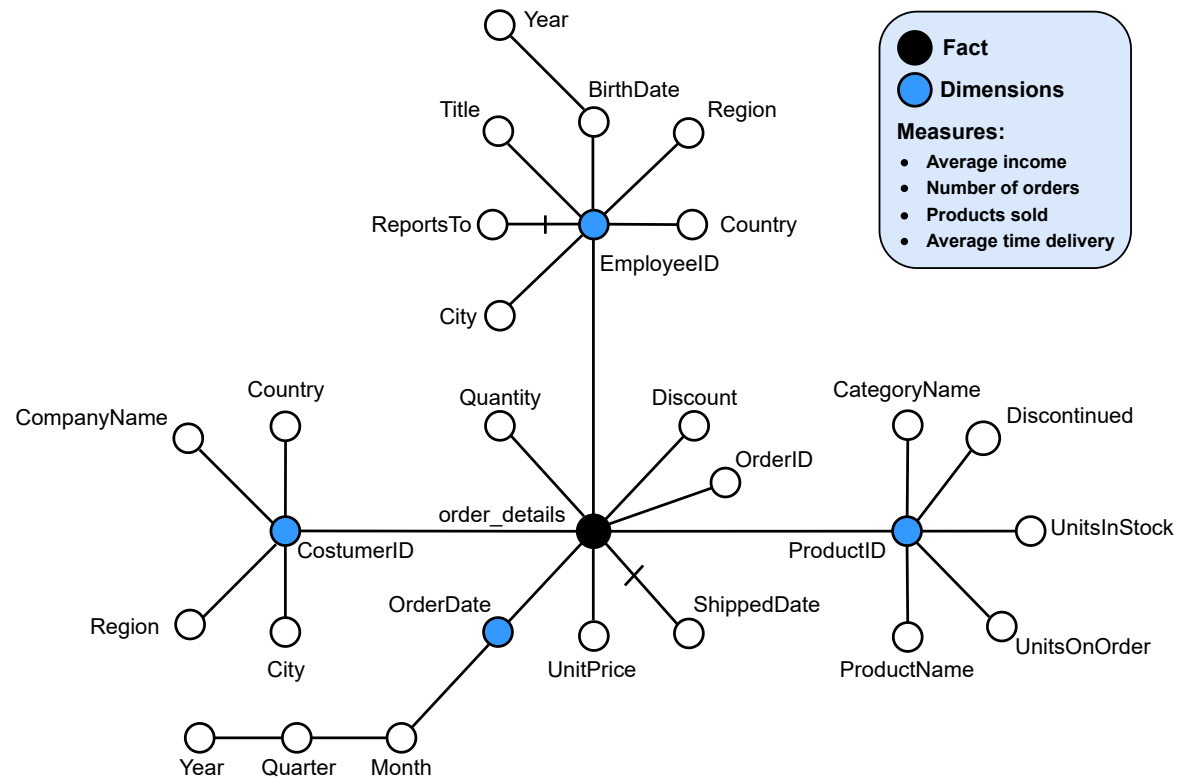 Year
BirthDate
Title
Region
ReportsTo
Country
EmployeeID
City
Fact
Dimensions
Measures:
• Average income
• Number of orders
• Products sold
• Average time delivery
Country
CompanyName
Quantity
Discount
CategoryName
Discontinued
OrderID
order_details
CostumerID
ProductID
UnitsInStock
OrderDate
ShippedDate
Region
City
UnitPrice
ProductName
UnitsOnOrder
Year
Quarter
Month